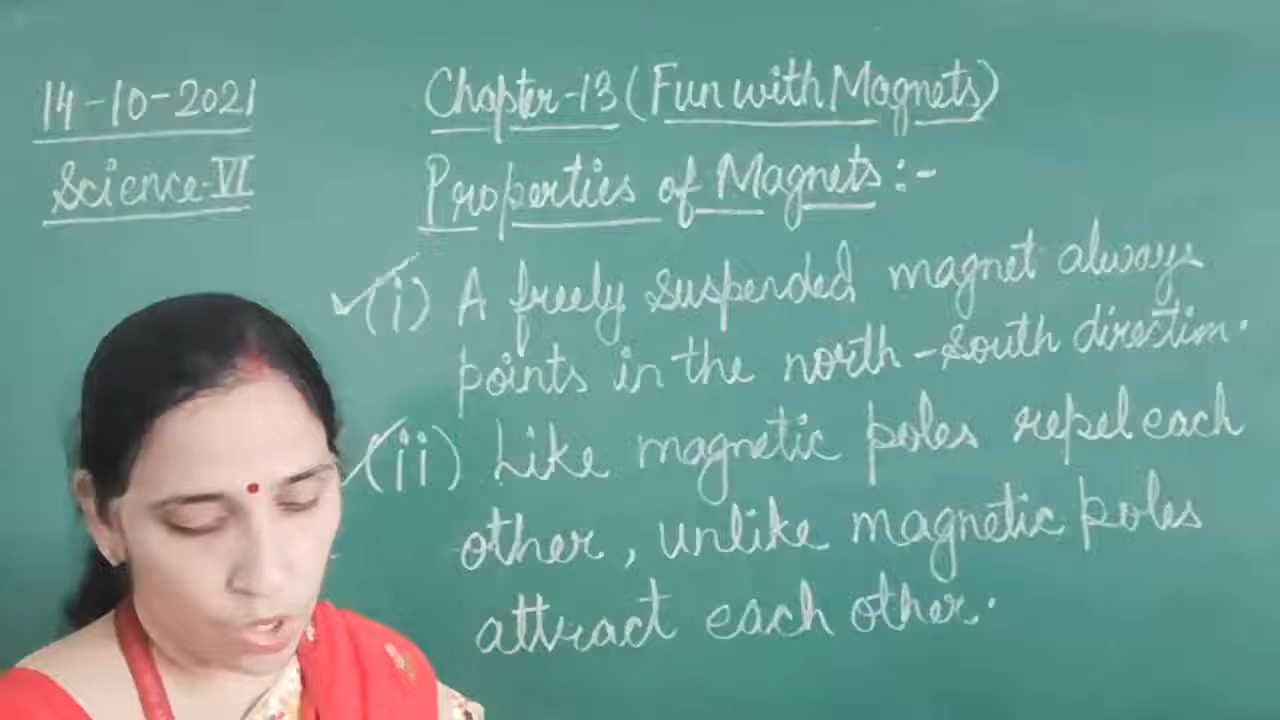 14-10-2021
Science-VI
Chapter-13 (Fun with Magnets)
Properties of Magnets:-
(i) A freely suspended magnet always
points in the north-south direction.
(ii) Like magnetic poles repel each
other, unlike magnetic poles
attract each other.